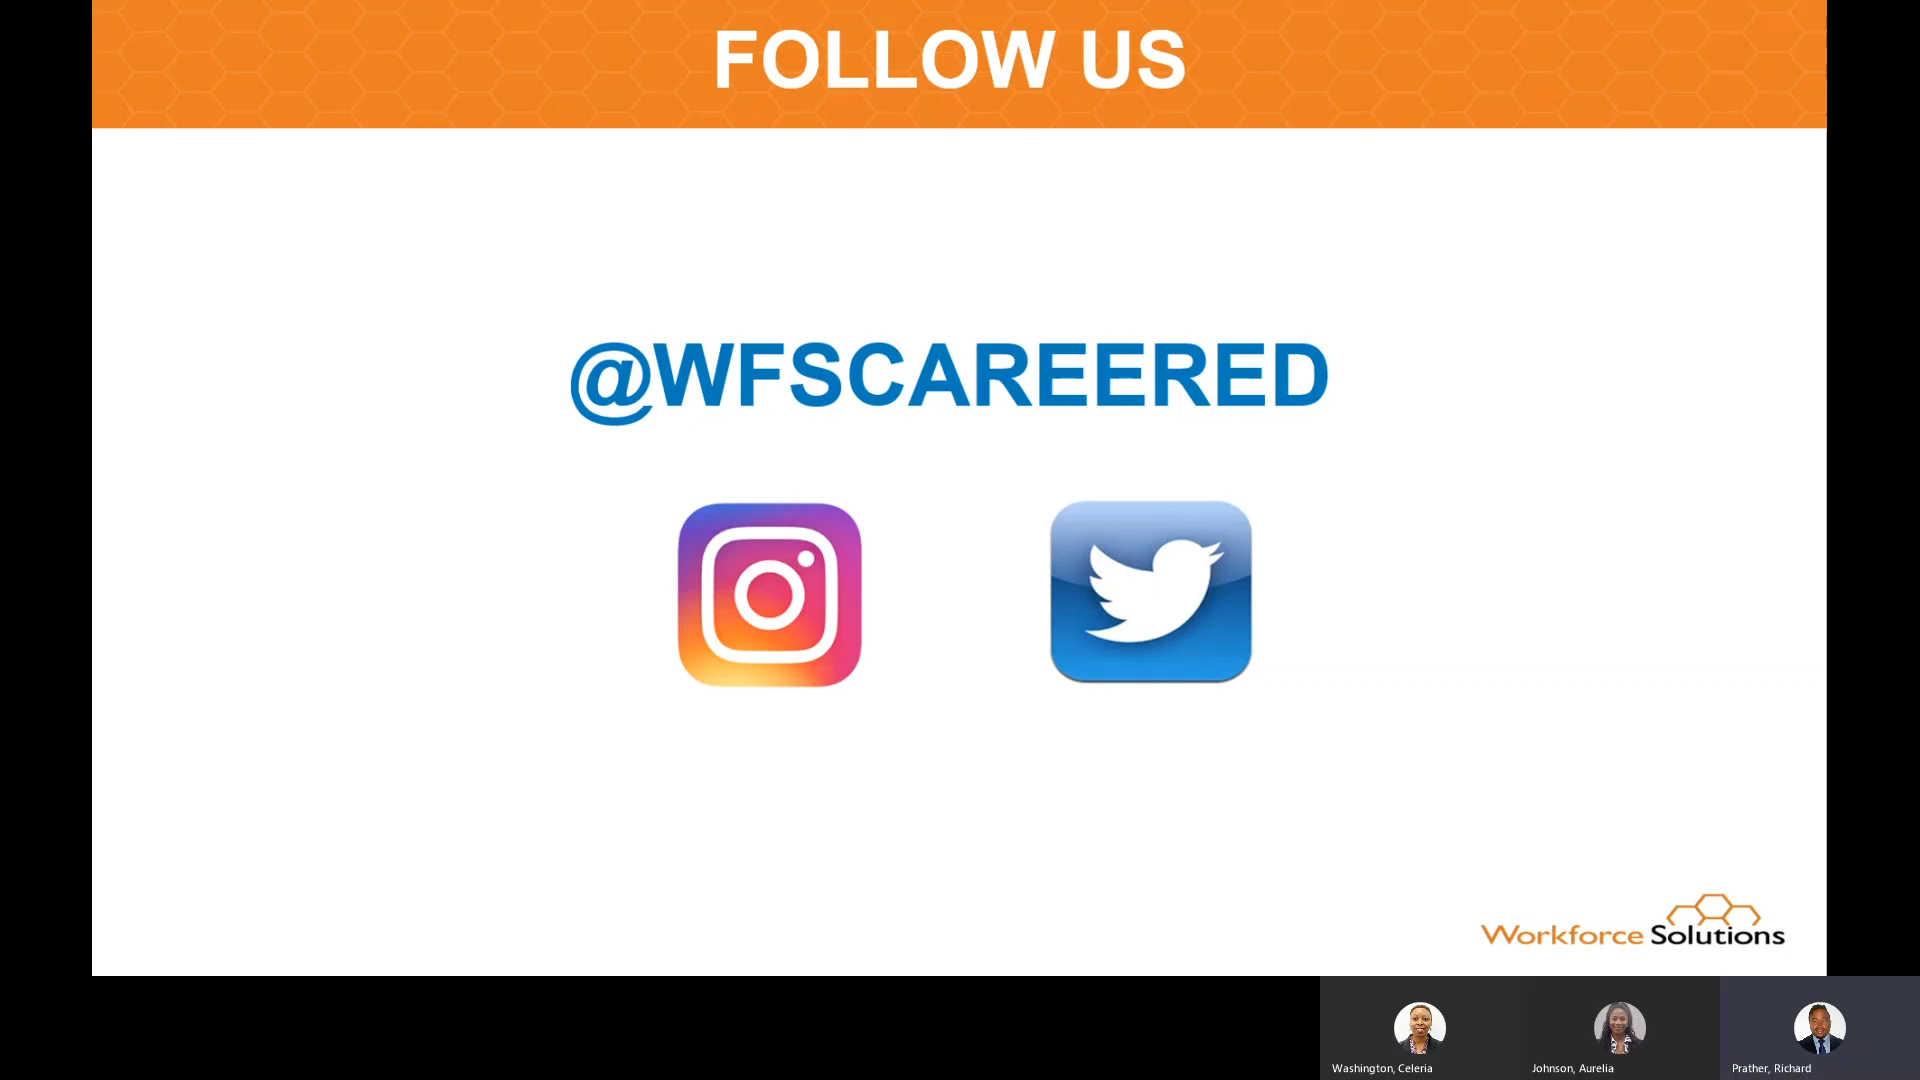 FOLLOW US
@WFSCAREERED
Workforce Solutions
Washington, Celeria
Johnson, Aurelia
Prather, Richard